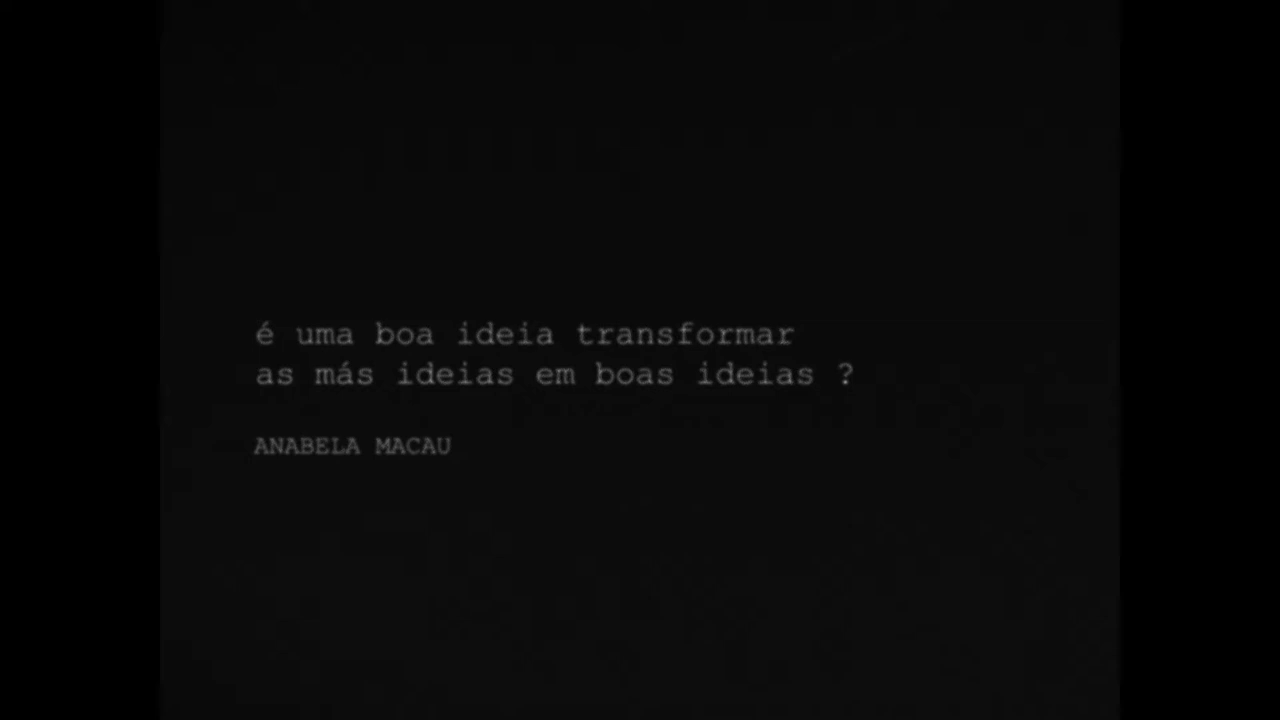 é uma boa ideia transformar
as más ideias em boas ideias ?
ANABELA MACAU